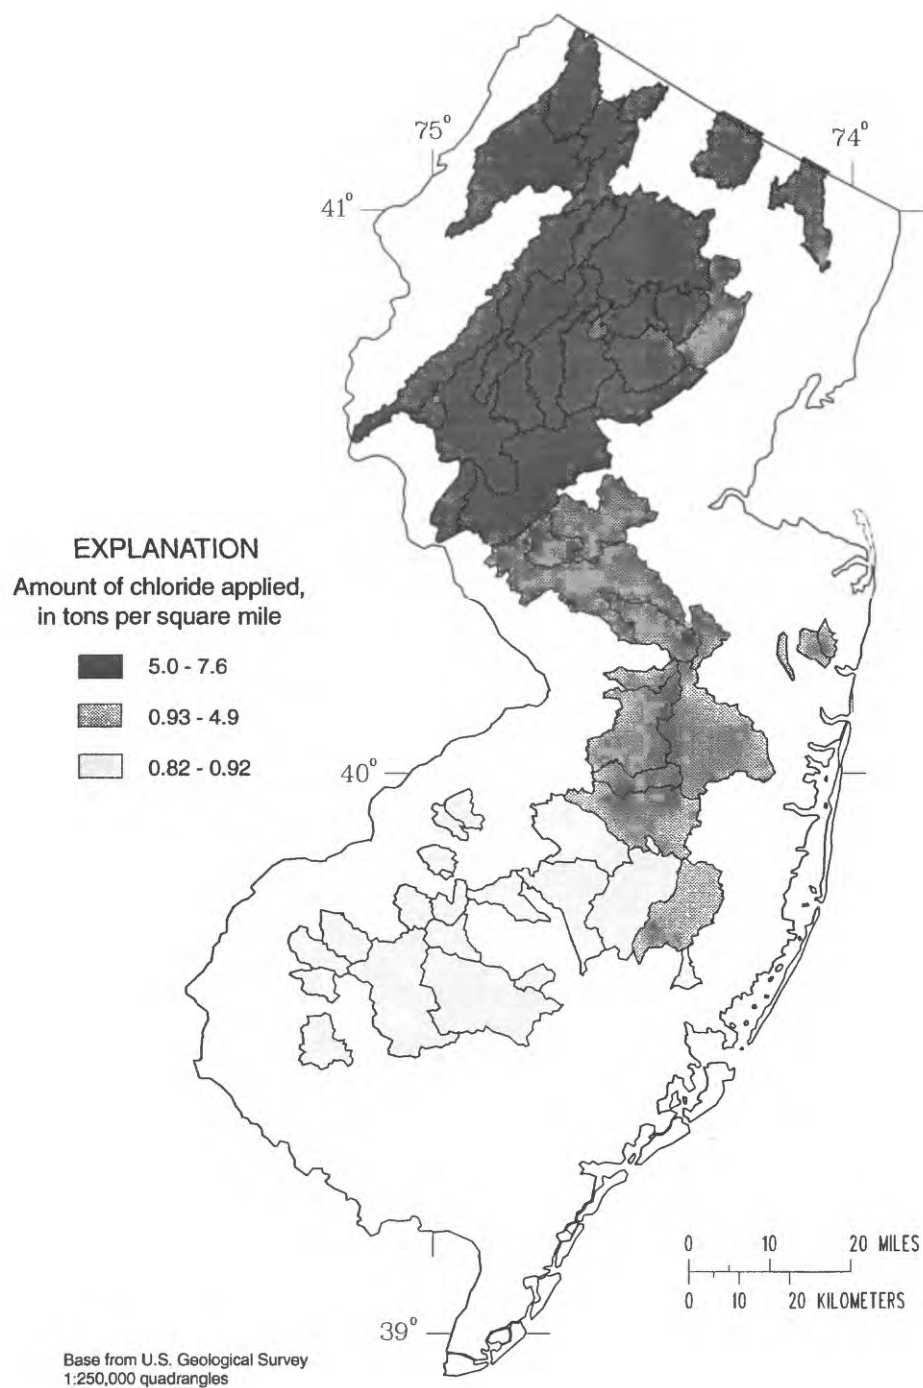 75°
74°
41°
EXPLANATION
Amount of chloride applied,
in tons per square mile
5.0 - 7.6
0.93 - 4.9
0.82 - 0.92
40°
0 10 20 MILES
0 10 20 KILOMETERS
39°
Base from U.S. Geological Survey
1:250,000 quadrangles